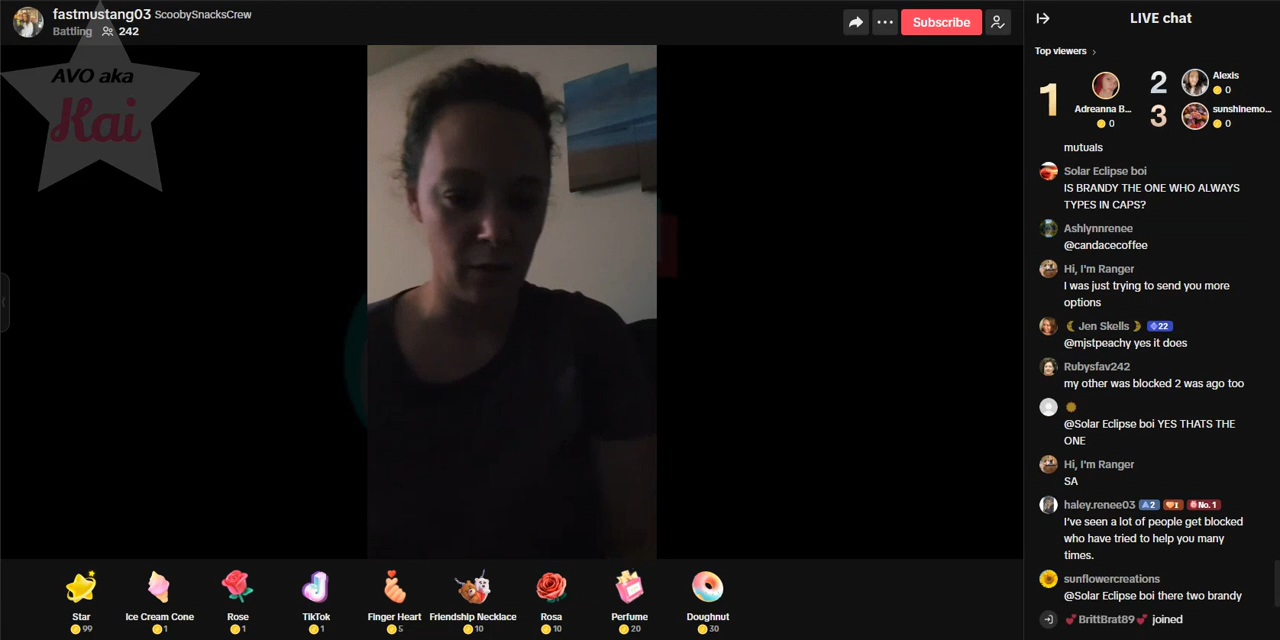 fastmustang03 ScoobySnacksCrew
Battling 242
Subscribe
AVO aka
Kai
LIVE chat
Top viewers
1
Adreanna B...
0
2
Alexis
0
3
sunshinemo...
0
mutuals
Solar Eclipse boi
IS BRANDY THE ONE WHO ALWAYS
TYPES IN CAPS?
Ashlynnrenee
@candacecoffee
Hi, I'm Ranger
I was just trying to send you more
options
Jen Skells 22
@mjstpeachy yes it does
Rubysfav242
my other was blocked 2 was ago too
@Solar Eclipse boi YES THATS THE
ONE
Hi, I'm Ranger
SA
haley.renee03 2 I No. 1
I've seen a lot of people get blocked
who have tried to help you many
times.
sunflowercreations
@Solar Eclipse boi there two brandy
BrittBrat89 joined
Star
99
Ice Cream Cone
1
Rose
1
TikTok
1
Finger Heart
5
Friendship Necklace
10
Rosa
10
Perfume
20
Doughnut
30